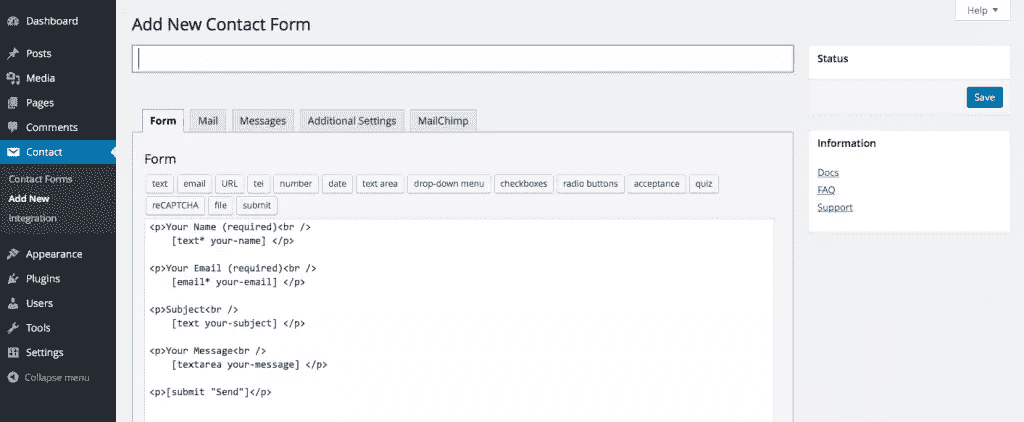 Dashboard
Posts
Media
Pages
Comments
Contact
Contact Forms
Add New
Integration
Appearance
Plugins
Users
Tools
Settings
Collapse menu
Help
Add New Contact Form
Form Mail Messages Additional Settings MailChimp
Form
text email URL tel number date text area drop-down menu checkboxes radio buttons acceptance quiz
reCAPTCHA file submit
<p>Your Name (required)<br />
[text* your-name] </p>
<p>Your Email (required)<br />
[email* your-email] </p>
<p>Subject<br />
[text your-subject] </p>
<p>Your Message<br />
[textarea your-message] </p>
<p>[submit "Send"]</p>
Status
Save
Information
Docs
FAQ
Support